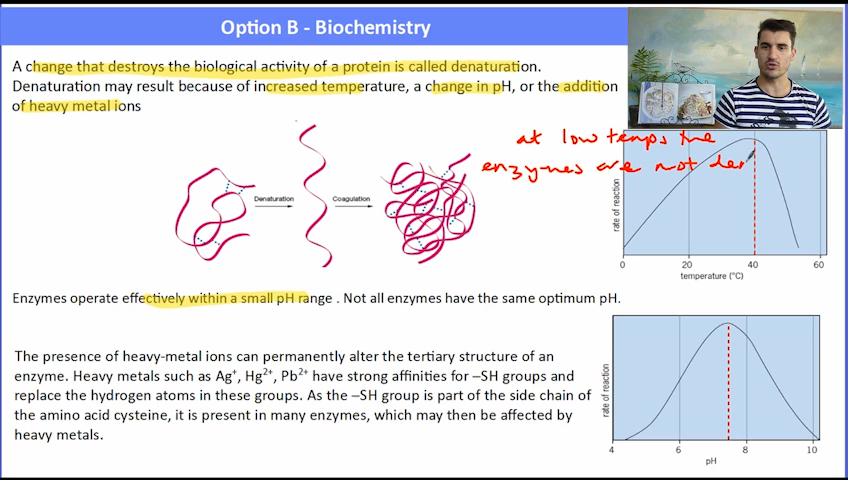 Option B - Biochemistry
A change that destroys the biological activity of a protein is called denaturation.
Denaturation may result because of increased temperature, a change in pH, or the addition
of heavy metal ions
at low temps the
enzymes are not den
Denaturation
Coagulation
rate of reaction
0 20 40 60
temperature (°C)
Enzymes operate effectively within a small pH range . Not all enzymes have the same optimum pH.
The presence of heavy-metal ions can permanently alter the tertiary structure of an
enzyme. Heavy metals such as Ag⁺, Hg²⁺, Pb²⁺ have strong affinities for –SH groups and
replace the hydrogen atoms in these groups. As the –SH group is part of the side chain of
the amino acid cysteine, it is present in many enzymes, which may then be affected by
heavy metals.
rate of reaction
4 6 8 10
pH